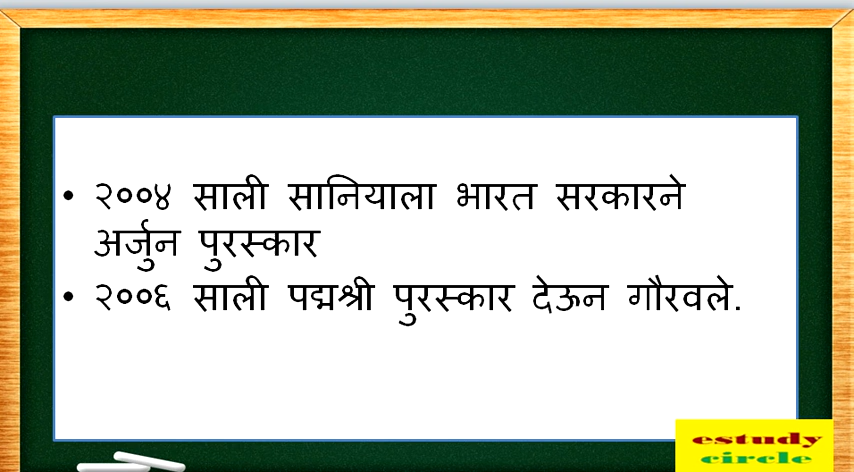 • २००४ साली सानियाला भारत सरकारने
अर्जुन पुरस्कार
• २००६ साली पद्मश्री पुरस्कार देऊन गौरवले.
estudy
circle